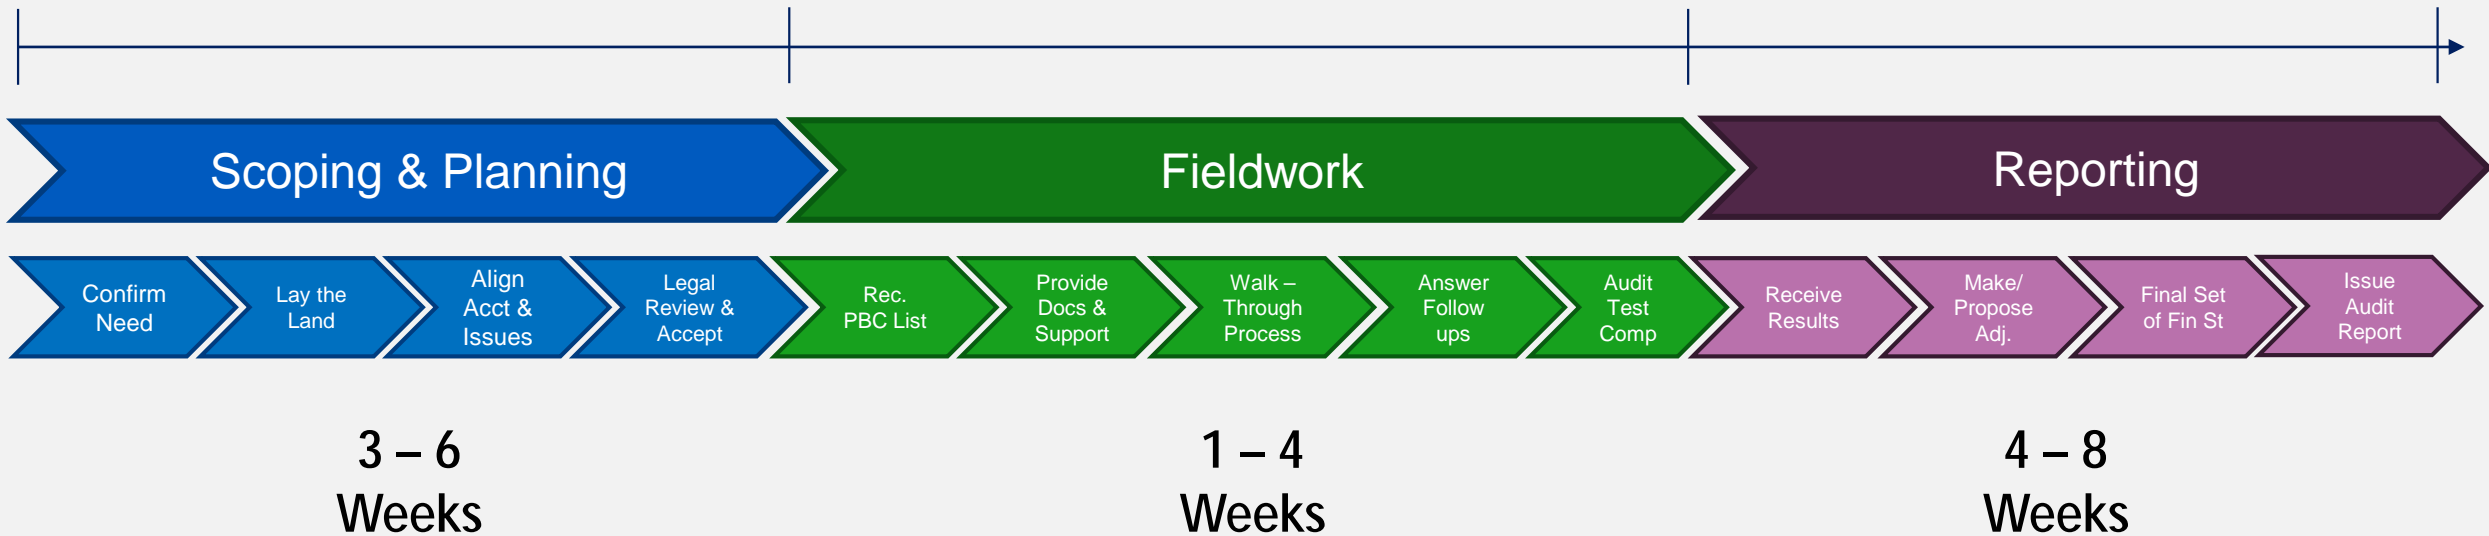 Scoping & Planning
Fieldwork
Reporting
Confirm
Need
Lay the
Land
Align
Acct &
Issues
Legal
Review &
Accept
Rec.
PBC List
Provide
Docs &
Support
Walk –
Through
Process
Answer
Follow
ups
Audit
Test
Comp
Receive
Results
Make/
Propose
Adj.
Final Set
of Fin St
Issue
Audit
Report
3 – 6
Weeks
1 – 4
Weeks
4 – 8
Weeks